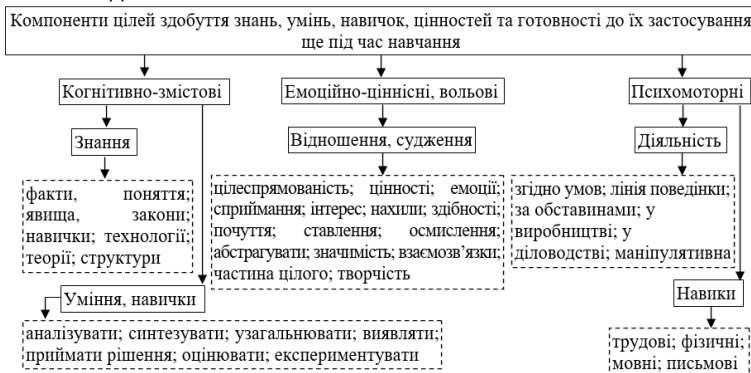 Компоненти цілей здобуття знань, умінь, навичок, цінностей та готовності до їх застосування
ще під час навчання
Когнітивно-змістові
Емоційно-ціннісні, вольові
Психомоторні
Знання
Відношення, судження
Діяльність
факти, поняття;
явища, закони;
навички; технології;
теорії; структури
цілеспрямованість; цінності; емоції;
сприймання; інтерес; нахили; здібності;
почуття; ставлення; осмислення;
абстрагувати; значимість; взаємозв’язки;
частина цілого; творчість
згідно умов; лінія поведінки;
за обставинами; у
виробництві; у
діловодстві; маніпулятивна
Уміння, навички
Навики
аналізувати; синтезувати; узагальнювати; виявляти;
приймати рішення; оцінювати; експериментувати
трудові; фізичні;
мовні; письмові